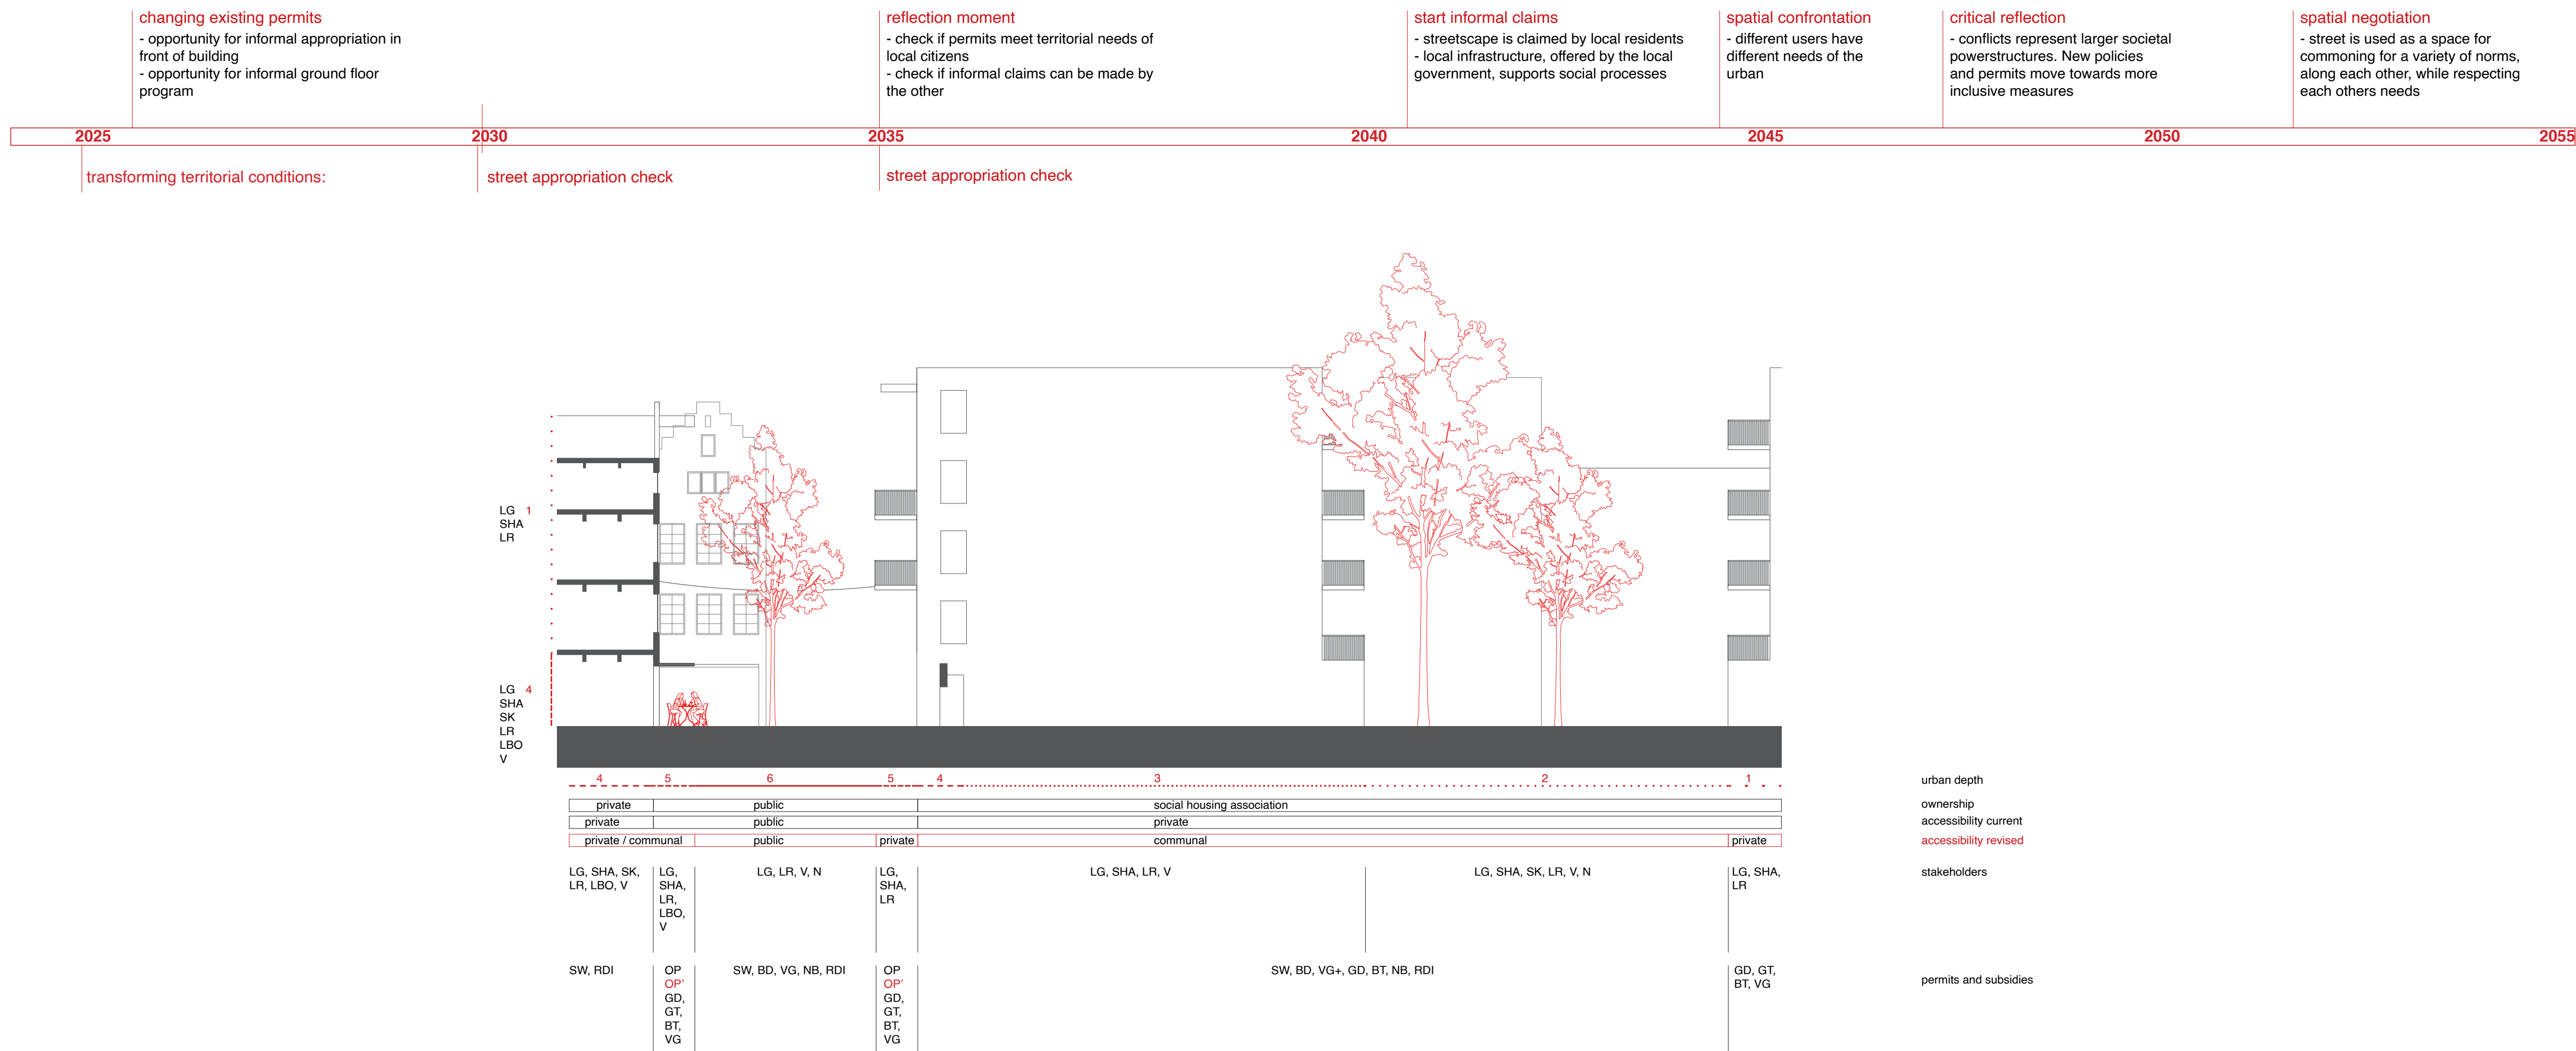 changing existing permits
- opportunity for informal appropriation in
front of building
- opportunity for informal ground floor
program
reflection moment
- check if permits meet territorial needs of
local citizens
- check if informal claims can be made by
the other
start informal claims
- streetscape is claimed by local residents
- local infrastructure, offered by the local
government, supports social processes
spatial confrontation
- different users have
different needs of the
urban
critical reflection
- conflicts represent larger societal
powerstructures. New policies
and permits move towards more
inclusive measures
spatial negotiation
- street is used as a space for
commoning for a variety of norms,
along each other, while respecting
each others needs
2025 2030 2035 2040 2045 2050 2055
transforming territorial conditions:
street appropriation check
street appropriation check
LG 1
SHA
LR
LG 4
SHA
SK
LR
LBO
V
4 5 6 5 4 3 2 1 urban depth
private public social housing association ownership
private public private accessibility current
private / communal public private communal private accessibility revised
LG, SHA, SK,
LR, LBO, V
LG,
SHA,
LR,
LBO,
V
LG, LR, V, N
LG,
SHA,
LR
LG, SHA, LR, V
LG, SHA, SK, LR, V, N
LG, SHA,
LR
stakeholders
SW, RDI
OP
OP'
GD,
GT,
BT,
VG
SW, BD, VG, NB, RDI
OP
OP'
GD,
GT,
BT,
VG
SW, BD, VG+, GD, BT, NB, RDI
GD, GT,
BT, VG
permits and subsidies